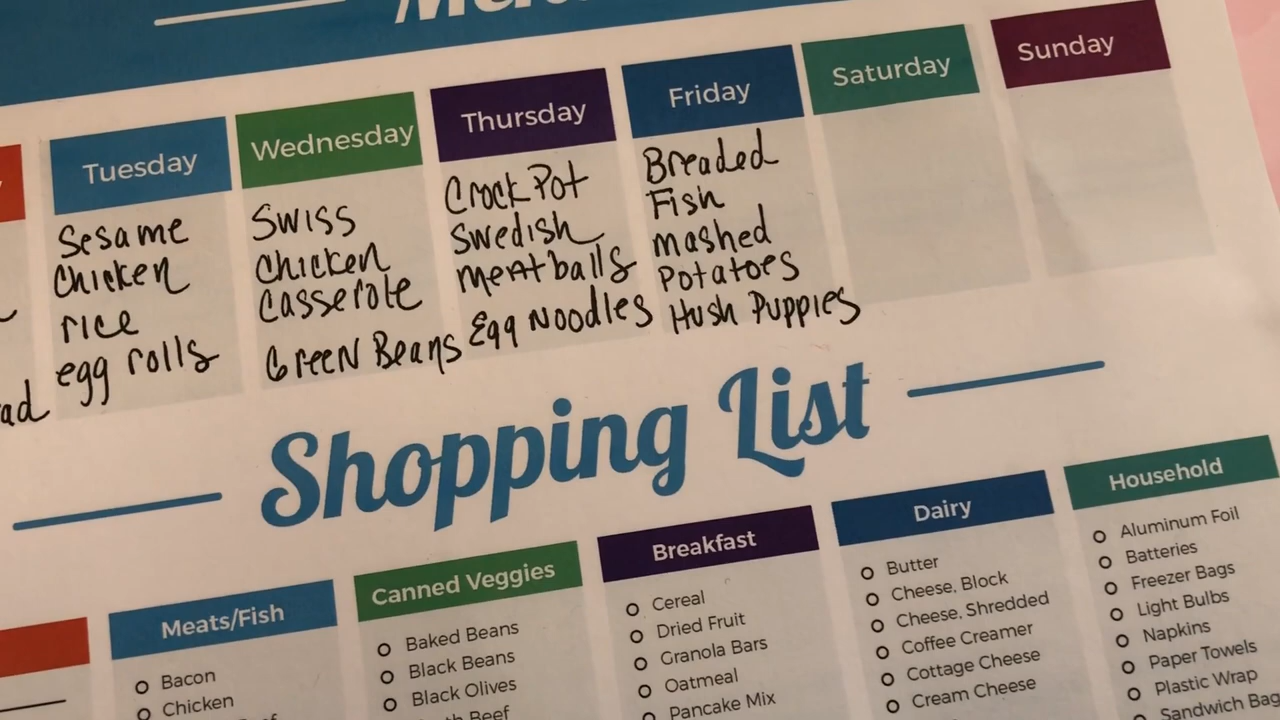 Tuesday
Sesame
Chicken
rice
egg rolls
Wednesday
Swiss
Chicken
Casserole
Green Beans
Thursday
Crock Pot
Swedish
Meatballs
Egg Noodles
Friday
Breaded
Fish
mashed
Potatoes
Hush Puppies
Saturday
Sunday
Shopping List
Meats/Fish
Bacon
Chicken
Canned Veggies
Baked Beans
Black Beans
Black Olives
Beef
Breakfast
Cereal
Dried Fruit
Granola Bars
Oatmeal
Pancake Mix
Dairy
Butter
Cheese, Block
Cheese, Shredded
Coffee Creamer
Cottage Cheese
Cream Cheese
Household
Aluminum Foil
Batteries
Freezer Bags
Light Bulbs
Napkins
Paper Towels
Plastic Wrap
Sandwich Bag